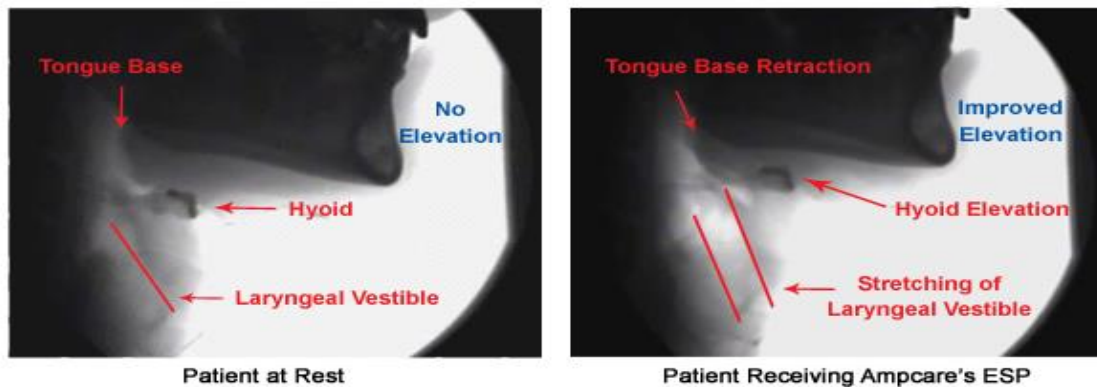 Tongue Base
No
Elevation
Hyoid
Laryngeal Vestible
Patient at Rest
Tongue Base Retraction
Improved
Elevation
Hyoid Elevation
Stretching of
Laryngeal Vestible
Patient Receiving Ampcare's ESP